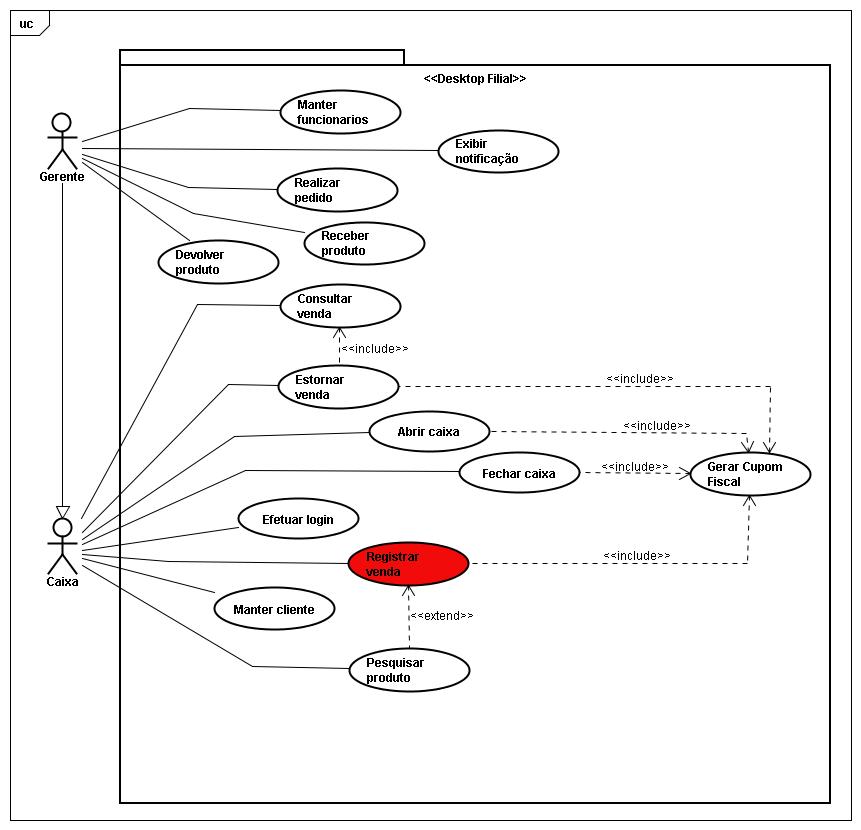 uc
<<Desktop Filial>>
Manter
funcionarios
Exibir
notificação
Gerente
Realizar
pedido
Receber
produto
Devolver
produto
Consultar
venda
<<include>>
Estornar
venda
<<include>>
Abrir caixa
<<include>>
Fechar caixa
<<include>>
Gerar Cupom
Fiscal
Efetuar login
Registrar
venda
<<include>>
Caixa
Manter cliente
<<extend>>
Pesquisar
produto